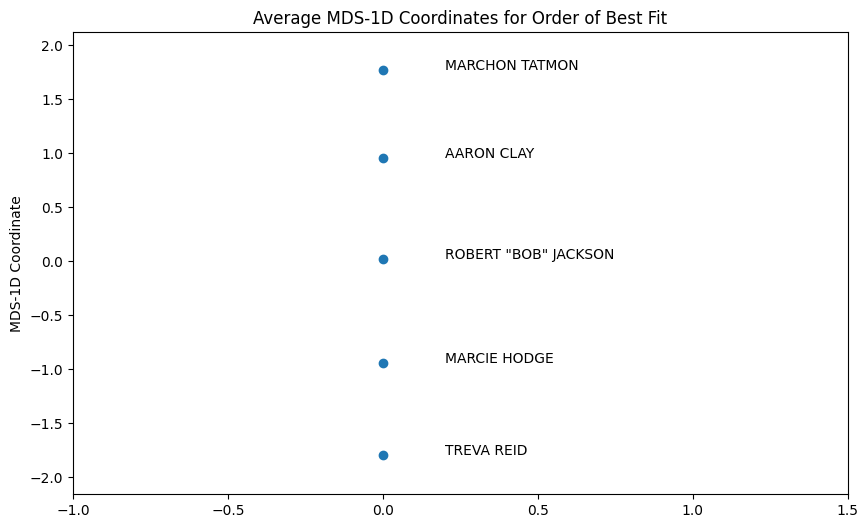 Average MDS-1D Coordinates for Order of Best Fit
2.0
1.5
1.0
0.5
0.0
−0.5
−1.0
−1.5
−2.0
MDS-1D Coordinate
MARCHON TATMON
AARON CLAY
ROBERT "BOB" JACKSON
MARCIE HODGE
TREVA REID
−1.0
−0.5
0.0
0.5
1.0
1.5